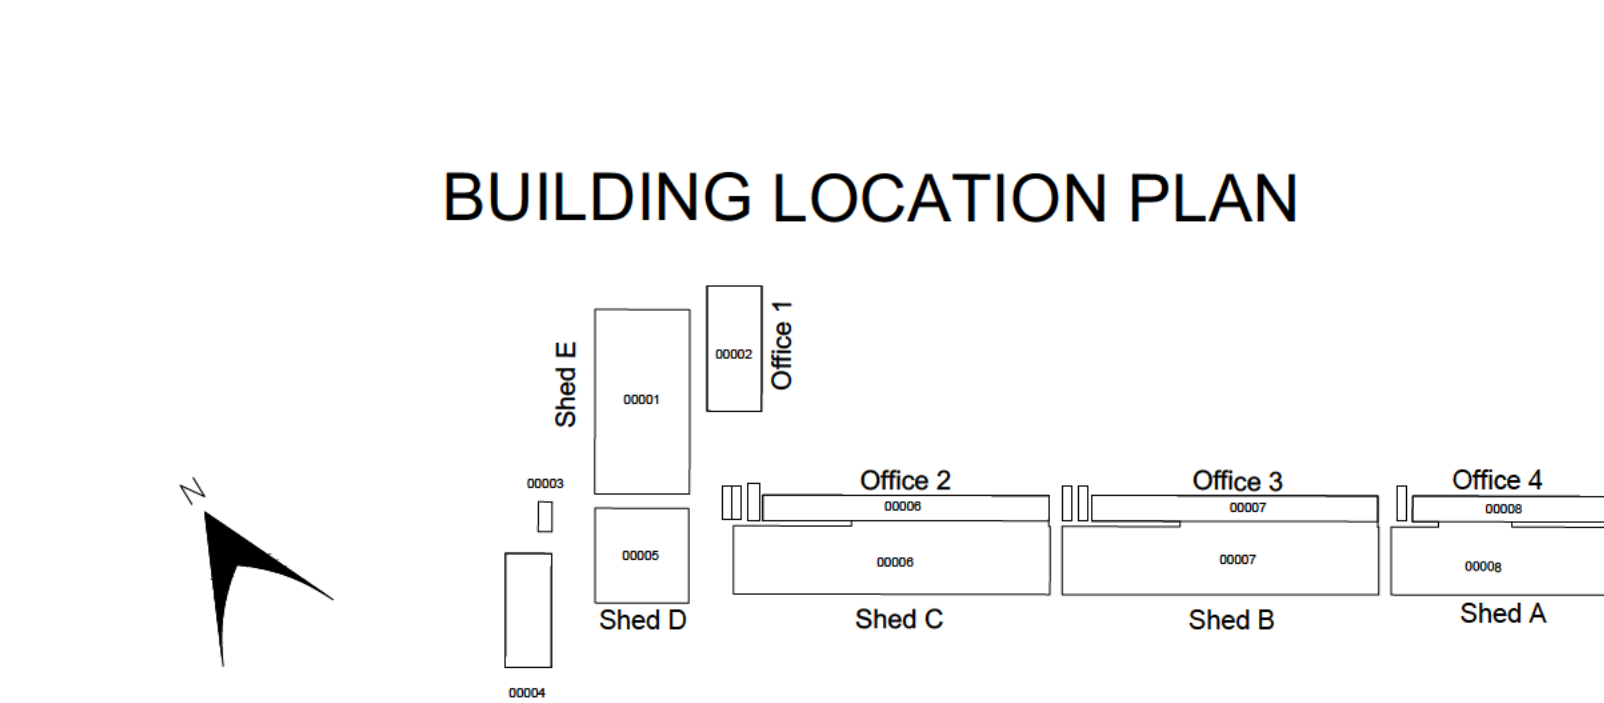 BUILDING LOCATION PLAN
Shed E
00001
00002
Office 1
N
00003
00004
00005
Shed D
Office 2
00006
00006
Shed C
Office 3
00007
00007
Shed B
Office 4
00008
00008
Shed A